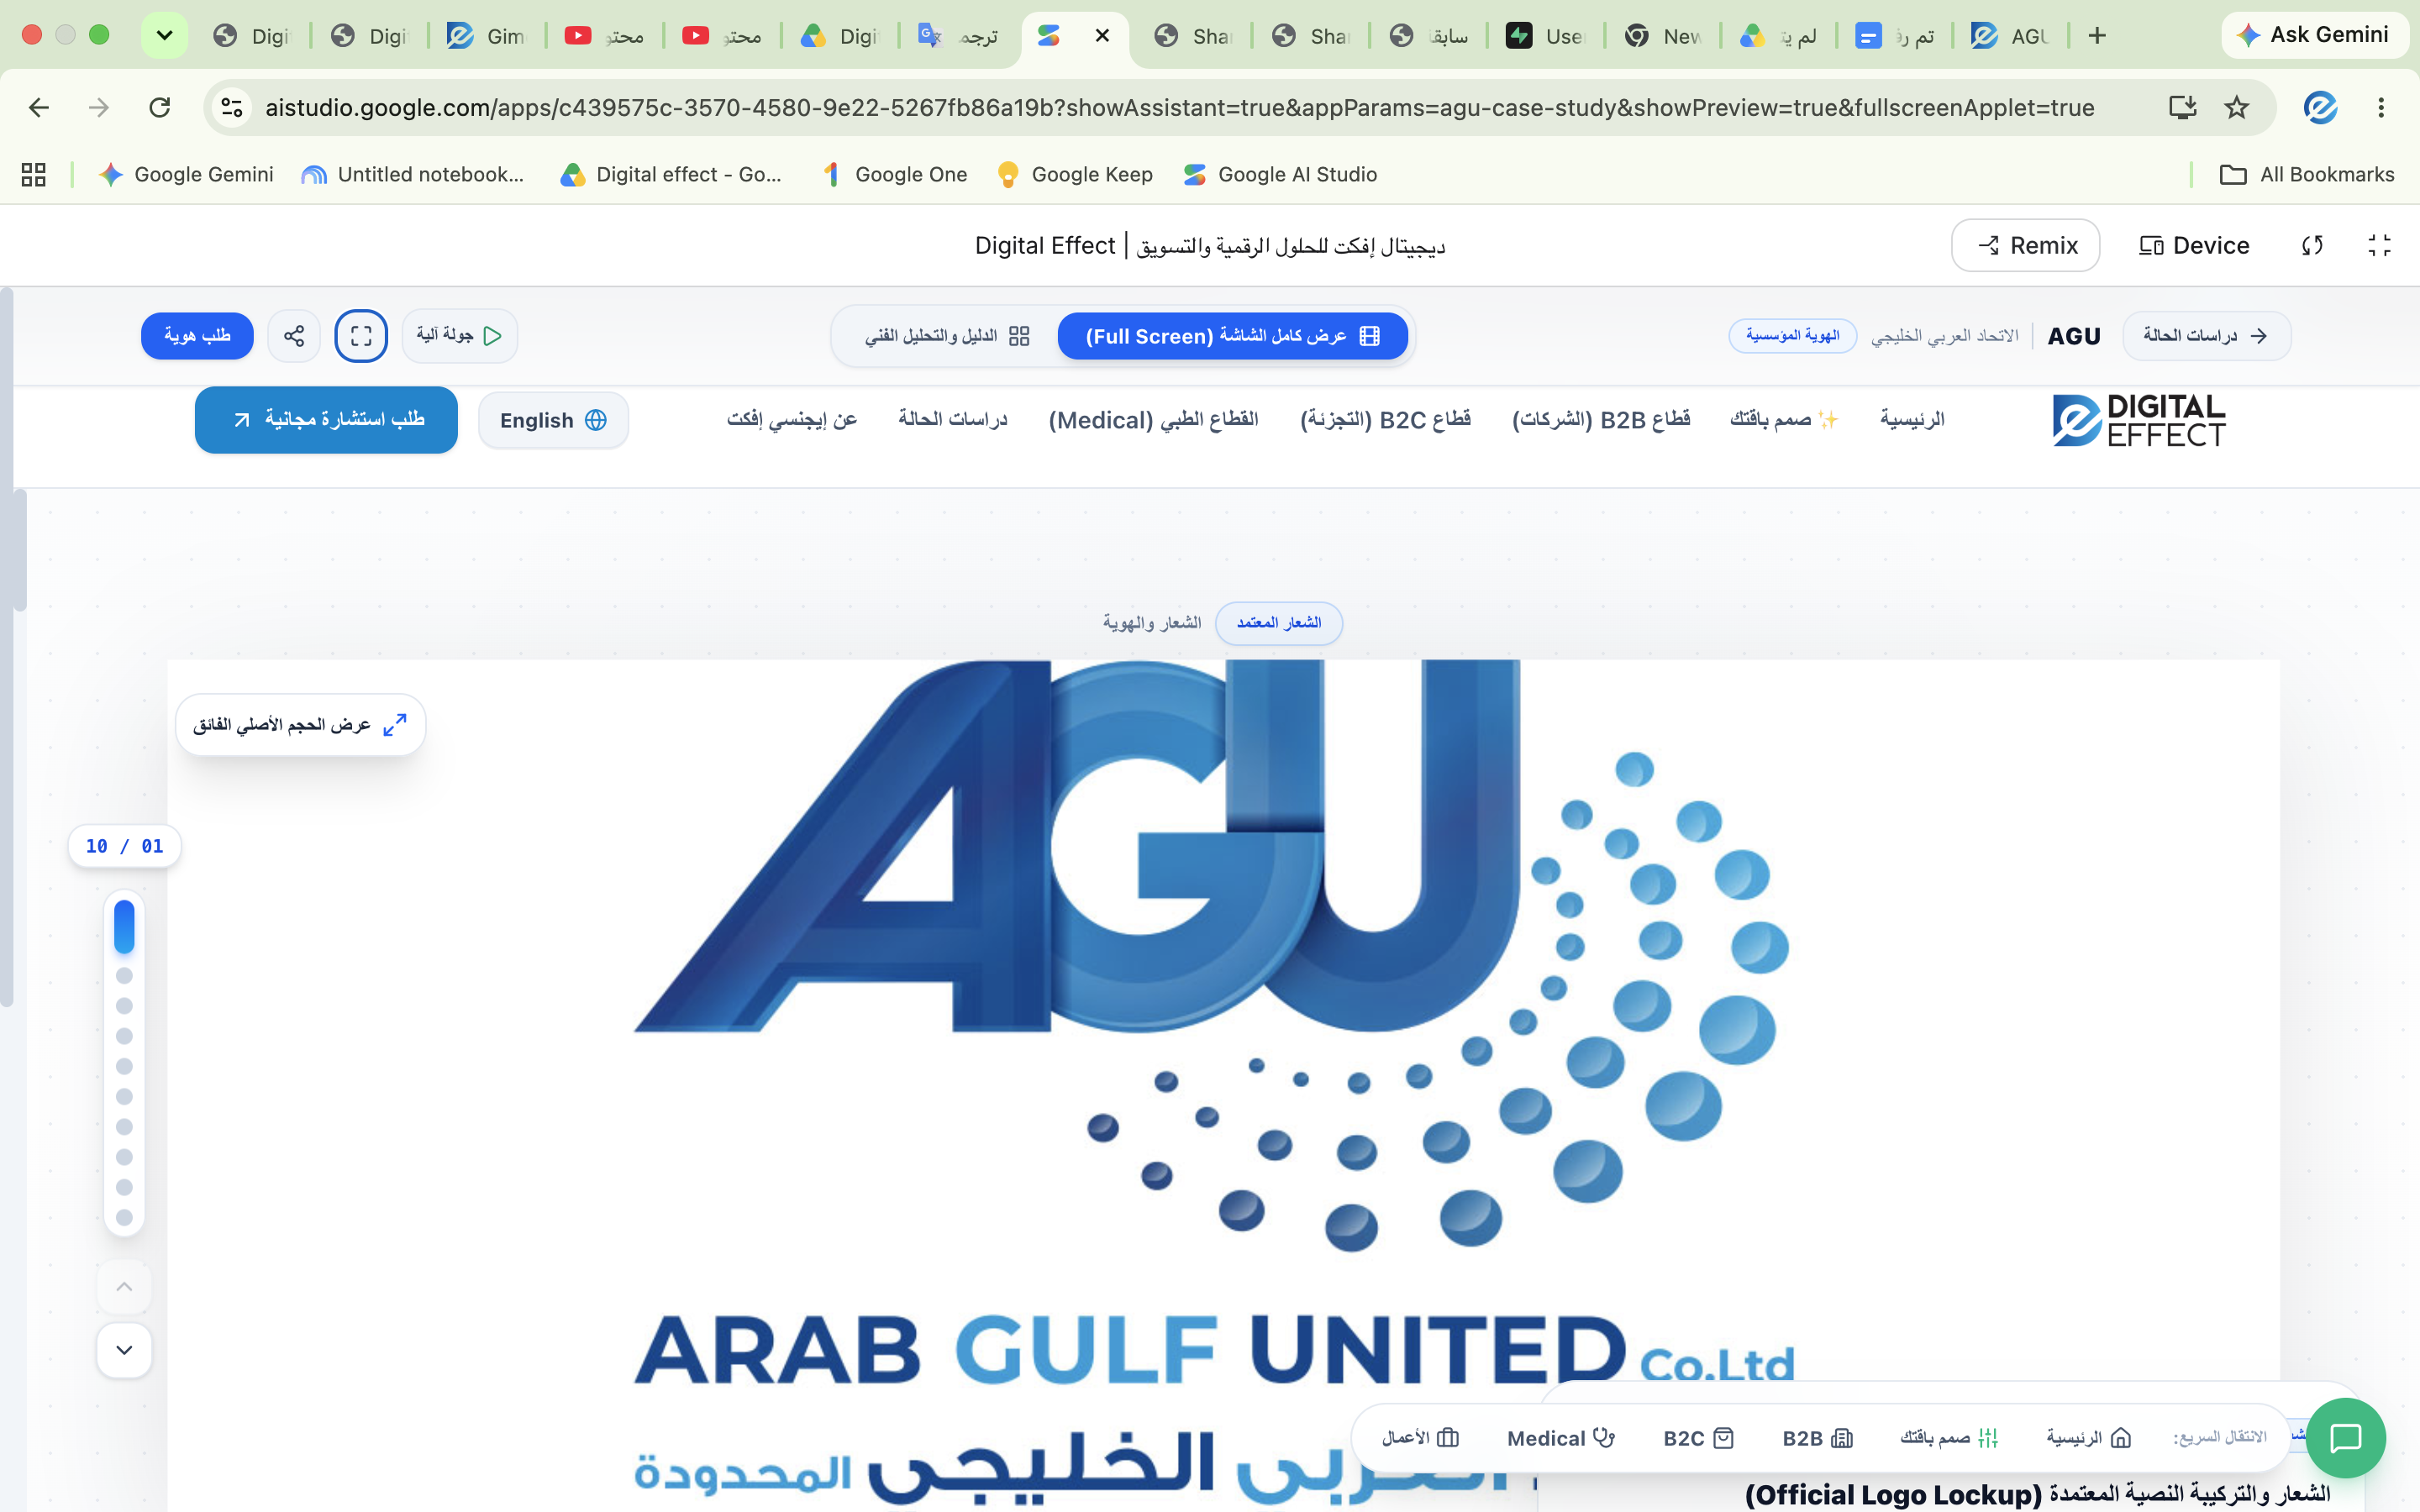 Digi
Digi
Gim
محتو
محتو
Digi
ترجمة
Sha
Sha
سابقا
Use
New
لم يت
تم رف
AGU
Ask Gemini
aistudio.google.com/apps/c439575c-3570-4580-9e22-5267fb86a19b?showAssistant=true&appParams=agu-case-study&showPreview=true&fullscreenApplet=true
Google Gemini
Untitled notebook...
Digital effect - Go...
Google One
Google Keep
Google AI Studio
All Bookmarks
ديجيتال إفكت للحلول الرقمية والتسويق | Digital Effect
Remix
Device
دراسات الحالة
AGU
الاتحاد العربي الخليجي
الهوية المؤسسية
عرض كامل الشاشة (Full Screen)
الدليل والتحليل الفني
جولة آلية
طلب هوية
DIGITAL
EFFECT
الرئيسية
✨ صمم باقتك
قطاع B2B (الشركات)
قطاع B2C (التجزئة)
القطاع الطبي (Medical)
دراسات الحالة
عن إيجنسي إفكت
English
طلب استشارة مجانية
الشعار المعتمد
الشعار والهوية
عرض الحجم الأصلي الفائق
10 / 01
AGU
ARAB GULF UNITED Co.Ltd
الخليجي المحدودة
الانتقال السريع:
الرئيسية
صمم باقتك
B2B
B2C
Medical
الأعمال
الشعار والتركيبة النصية المعتمدة (Official Logo Lockup)